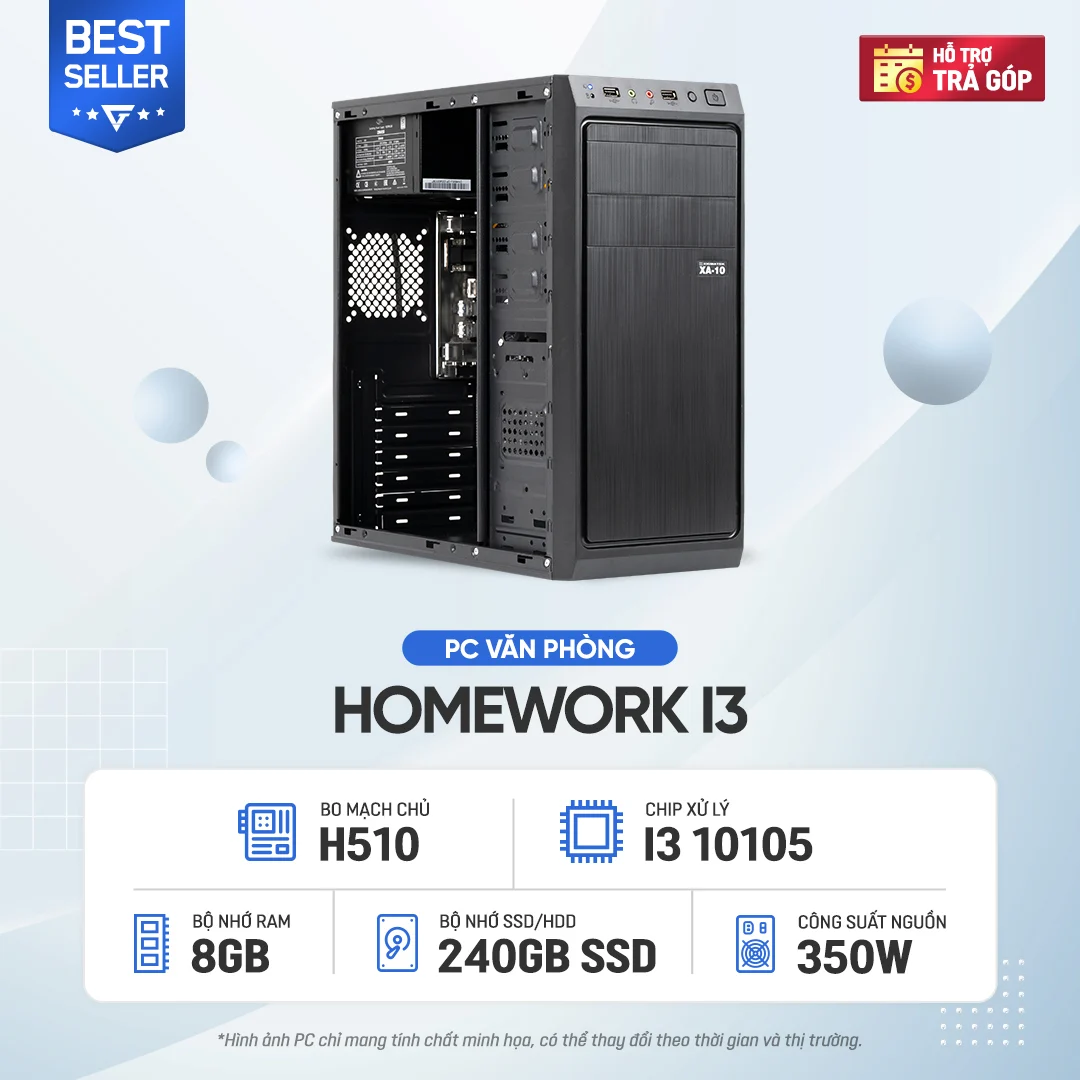 BEST
SELLER
HỖ TRỢ
TRẢ GÓP
XA-10
PC VĂN PHÒNG
HOMEWORK I3
BO MẠCH CHỦ
H510
CHIP XỬ LÝ
I3 10105
BỘ NHỚ RAM
8GB
BỘ NHỚ SSD/HDD
240GB SSD
CÔNG SUẤT NGUỒN
350W
*Hình ảnh PC chỉ mang tính chất minh họa, có thể thay đổi theo thời gian và thị trường.